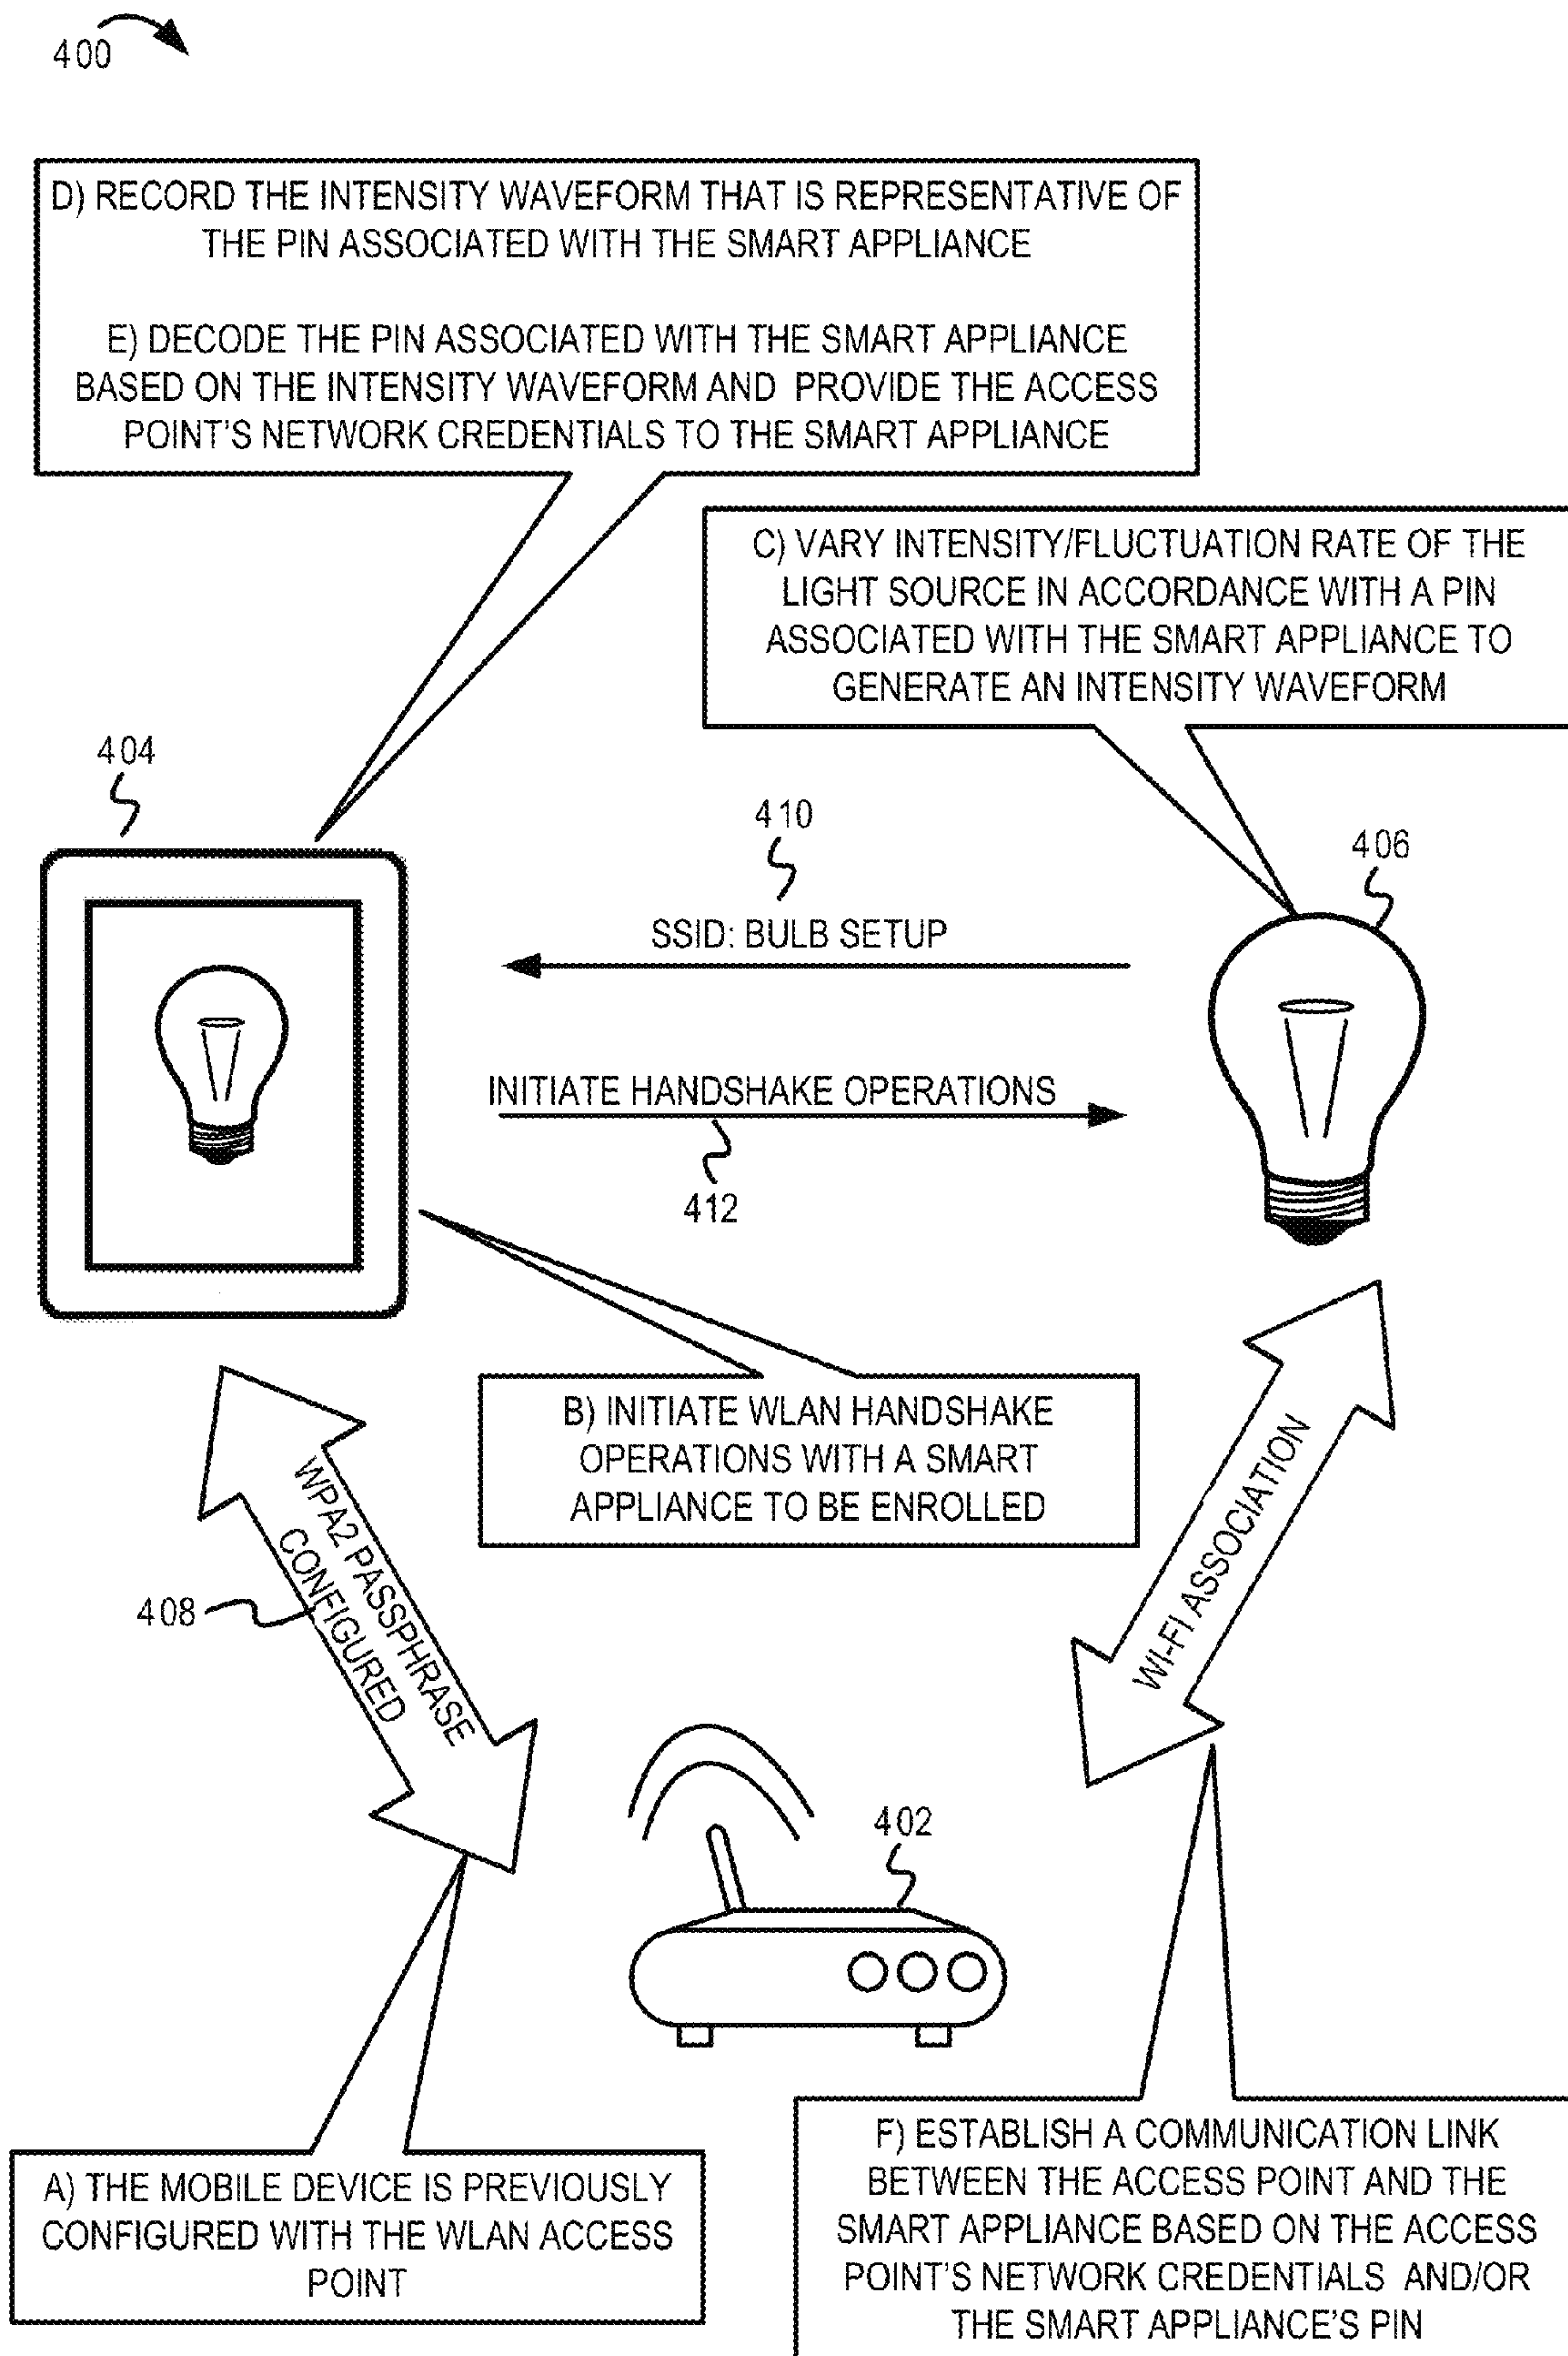 400
D) RECORD THE INTENSITY WAVEFORM THAT IS REPRESENTATIVE OF
THE PIN ASSOCIATED WITH THE SMART APPLIANCE
E) DECODE THE PIN ASSOCIATED WITH THE SMART APPLIANCE
BASED ON THE INTENSITY WAVEFORM AND PROVIDE THE ACCESS
POINT'S NETWORK CREDENTIALS TO THE SMART APPLIANCE
C) VARY INTENSITY/FLUCTUATION RATE OF THE
LIGHT SOURCE IN ACCORDANCE WITH A PIN
ASSOCIATED WITH THE SMART APPLIANCE TO
GENERATE AN INTENSITY WAVEFORM
404
410
406
SSID: BULB SETUP
INITIATE HANDSHAKE OPERATIONS
412
B) INITIATE WLAN HANDSHAKE
OPERATIONS WITH A SMART
APPLIANCE TO BE ENROLLED
WPA2 PASSPHRASE
CONFIGURED
408
WI-FI ASSOCIATION
402
A) THE MOBILE DEVICE IS PREVIOUSLY
CONFIGURED WITH THE WLAN ACCESS
POINT
F) ESTABLISH A COMMUNICATION LINK
BETWEEN THE ACCESS POINT AND THE
SMART APPLIANCE BASED ON THE ACCESS
POINT'S NETWORK CREDENTIALS AND/OR
THE SMART APPLIANCE'S PIN